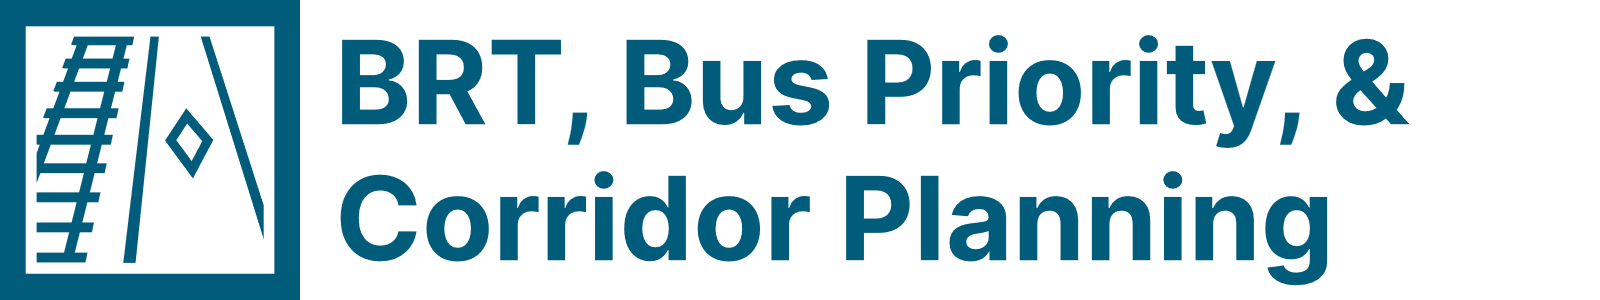 BRT, Bus Priority, &
Corridor Planning